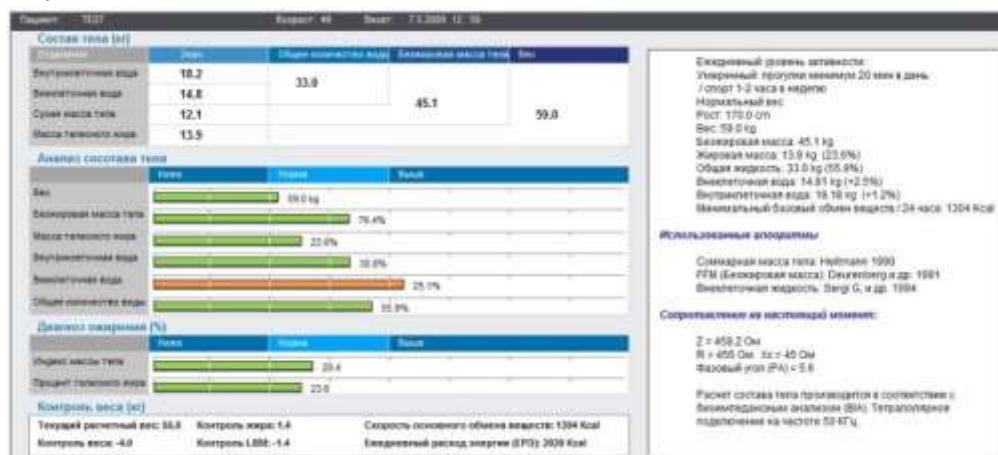 Пациент: TEST Возраст: 46 Визит: 7.5.2009 12:
Состав тела (кг)
Общее количество воды Безжировая масса тела Вес
Внутриклеточная вода 18.2
33.0
45.1
59.0
Внеклеточная вода 14.8
Сухая масса тела 12.1
Масса телесного жира 13.9
Анализ состава тела
Ниже Норма Выше
Вес 59.0 kg
Безжировая масса тела 76.4%
Масса телесного жира 23.6%
Внутриклеточная вода 30.8%
Внеклеточная вода 25.1%
Общее количество воды 55.9%
Диагноз ожирения (%)
Ниже Норма Выше
Индекс массы тела 20.4
Процент телесного жира 23.6
Контроль веса (кг)
Текущий расчетный вес: Контроль жира: 1.4 Скорость основного обмена веществ: 1304 Kcal
Контроль веса: -4.0 Контроль LBM: -1.4 Ежедневный расход энергии (EPD): 2020 Kcal
Ежедневный уровень активности:
Умеренный: прогулки минимум 20 мин в день
/ спорт 1-2 часа в неделю
Нормальный вес
Рост: 170.0 cm
Вес: 59.0 kg
Безжировая масса: 45.1 kg
Жировая масса: 13.9 kg (23.6%)
Общая жидкость: 33.0 kg (55.9%)
Внеклеточная вода: 14.81 kg (+2.5%)
Внутриклеточная вода: 18.18 kg (+1.2%)
Минимальный базовый обмен веществ / 24 часа: 1304 Kcal
Использованные алгоритмы
Суммарная масса тела: Heitmann 1990
FFM (Безжировая масса): Deurenberg и др. 1991
Внеклеточная жидкость: Sergi G, и др. 1994
Сопротивление на настоящий момент:
Z = 458.2 Ом
R = 456 Ом Xc = 45 Ом
Фазовый угол (PA) = 5.6
Расчет состава тела производится в соответствии с
биоимпедансным анализом (BIA). Тетраполярное
подключение на частоте 50 КГц.